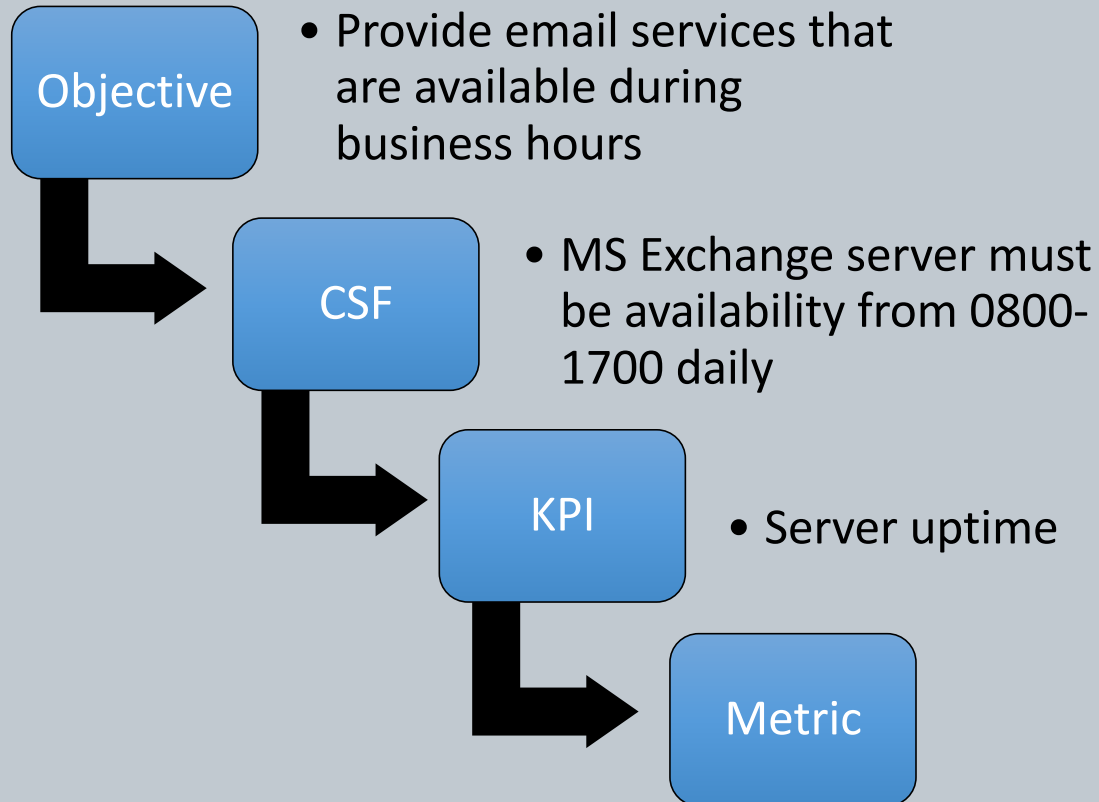 Objective
• Provide email services that
are available during
business hours
CSF
• MS Exchange server must
be availability from 0800-
1700 daily
KPI
• Server uptime
Metric